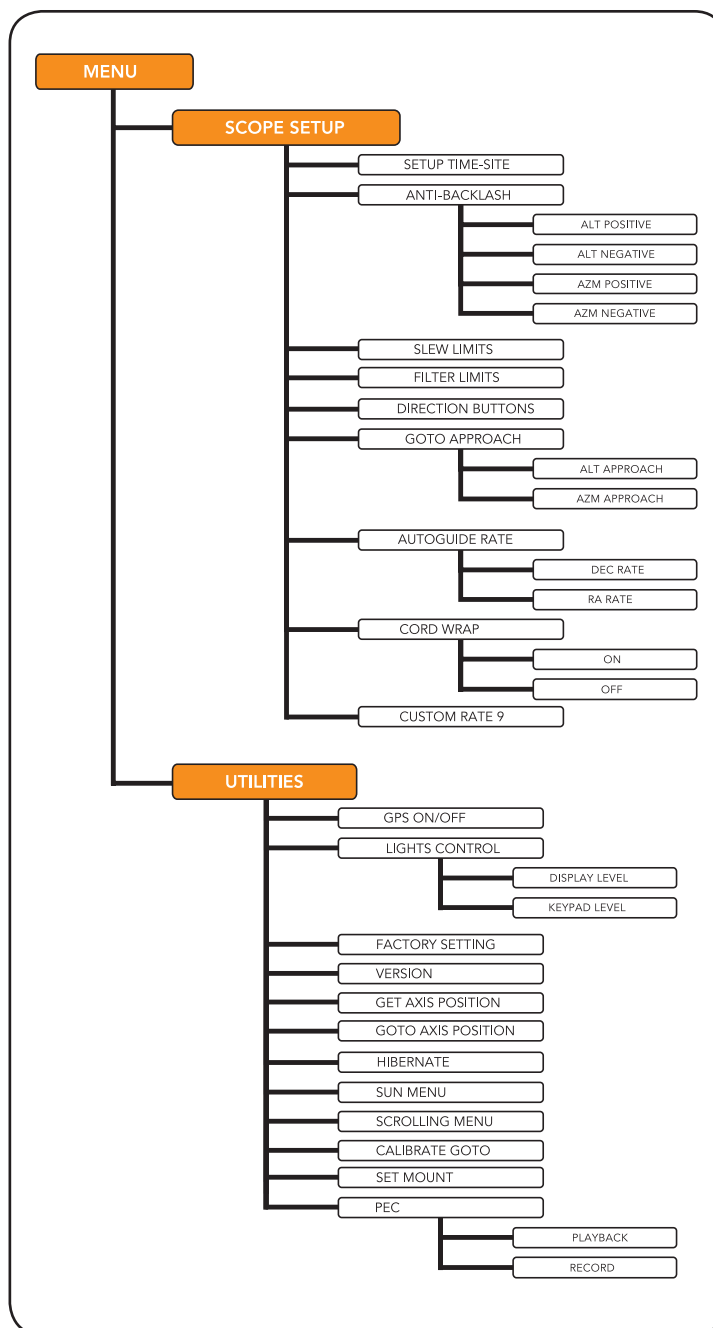 MENU
SCOPE SETUP
SETUP TIME-SITE
ANTI-BACKLASH
ALT POSITIVE
ALT NEGATIVE
AZM POSITIVE
AZM NEGATIVE
SLEW LIMITS
FILTER LIMITS
DIRECTION BUTTONS
GOTO APPROACH
ALT APPROACH
AZM APPROACH
AUTOGUIDE RATE
DEC RATE
RA RATE
CORD WRAP
ON
OFF
CUSTOM RATE 9
UTILITIES
GPS ON/OFF
LIGHTS CONTROL
DISPLAY LEVEL
KEYPAD LEVEL
FACTORY SETTING
VERSION
GET AXIS POSITION
GOTO AXIS POSITION
HIBERNATE
SUN MENU
SCROLLING MENU
CALIBRATE GOTO
SET MOUNT
PEC
PLAYBACK
RECORD